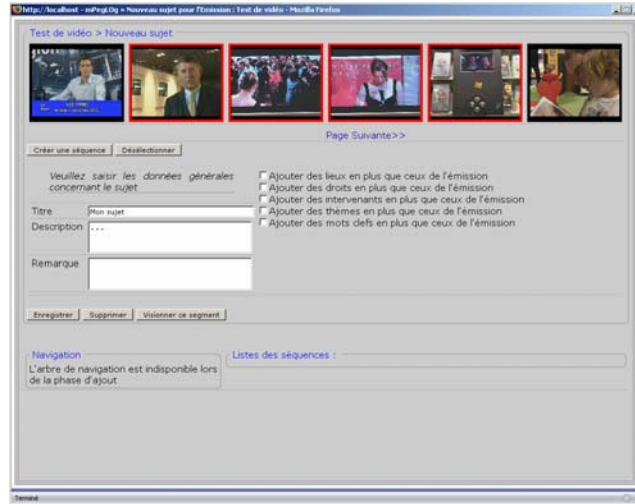 http://localhost - mPegLOg » Nouveau sujet pour l'Emission : Test de vidéo - Mozilla Firefox
Test de vidéo > Nouveau sujet
Page Suivante>>
Créer une séquence Désélectionner
Veuillez saisir les données générales
concernant le sujet
Titre Mon sujet
Description ...
Remarque
Ajouter des lieux en plus que ceux de l'émission
Ajouter des droits en plus que ceux de l'émission
Ajouter des intervenants en plus que ceux de l'émission
Ajouter des thèmes en plus que ceux de l'émission
Ajouter des mots clefs en plus que ceux de l'émission
Enregistrer Supprimer Visionner ce segment
Navigation
L'arbre de navigation est indisponible lors
de la phase d'ajout
Listes des séquences :
Terminé